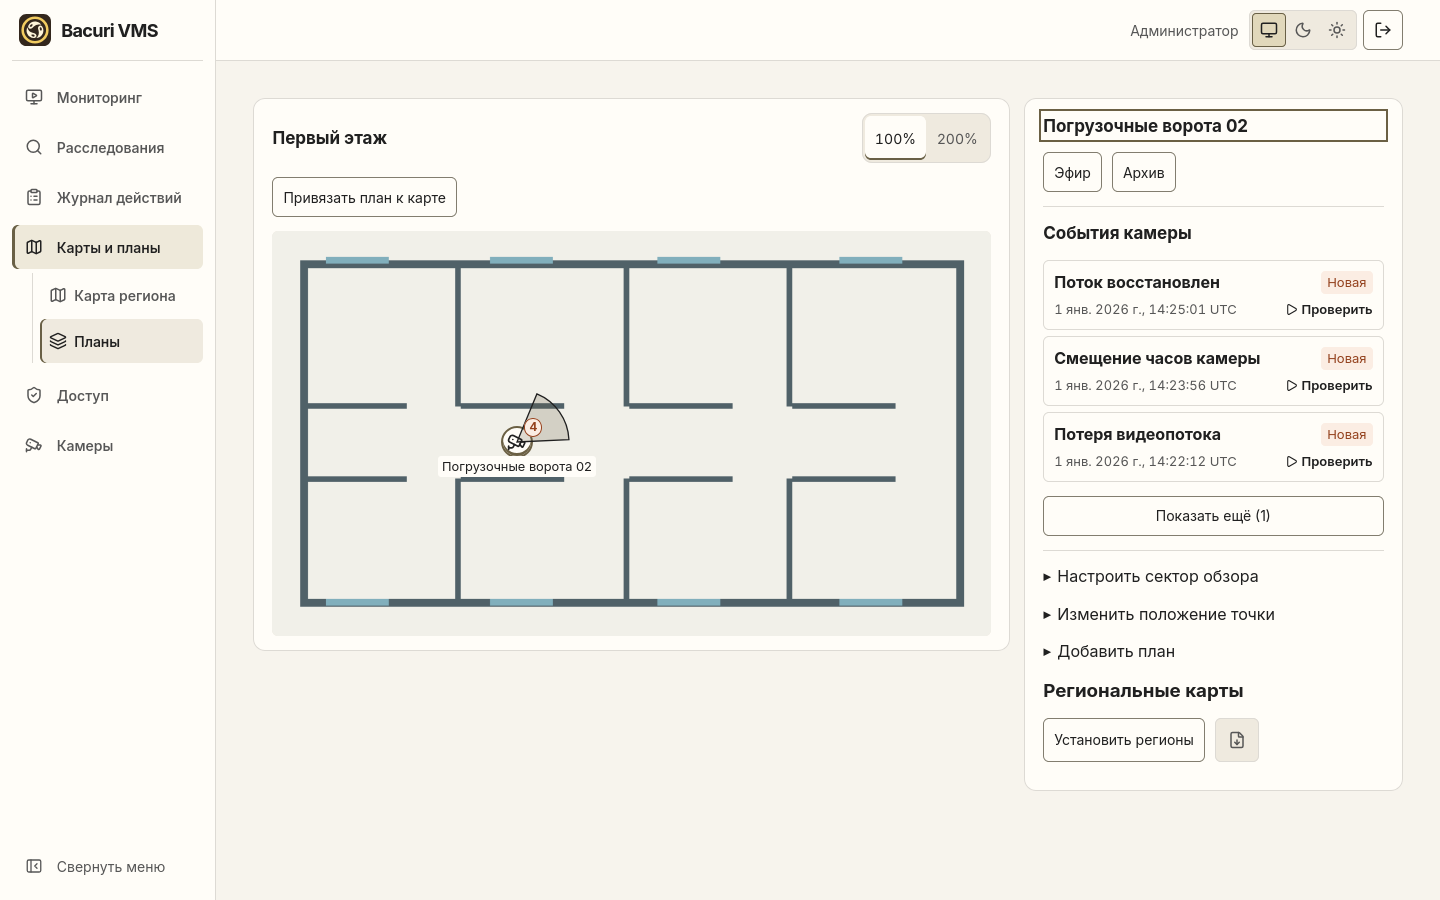 Bacuri VMS
Администратор
Мониторинг
Расследования
Журнал действий
Карты и планы
Карта региона
Планы
Доступ
Камеры
Свернуть меню
Первый этаж
100%
200%
Привязать план к карте
4
Погрузочные ворота 02
Погрузочные ворота 02
Эфир
Архив
События камеры
Поток восстановлен
Новая
1 янв. 2026 г., 14:25:01 UTC
Проверить
Смещение часов камеры
Новая
1 янв. 2026 г., 14:23:56 UTC
Проверить
Потеря видеопотока
Новая
1 янв. 2026 г., 14:22:12 UTC
Проверить
Показать ещё (1)
Настроить сектор обзора
Изменить положение точки
Добавить план
Региональные карты
Установить регионы